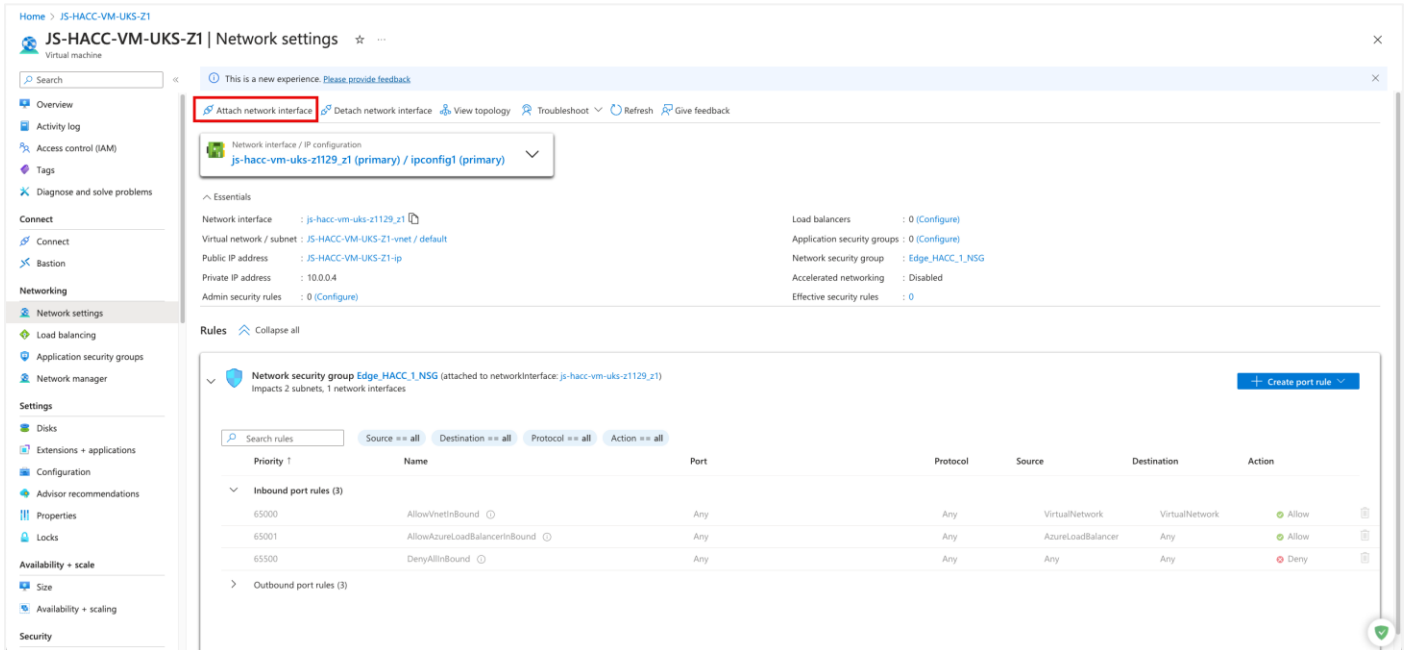 Home > JS-HACC-VM-UKS-Z1
JS-HACC-VM-UKS-Z1 | Network settings ☆ ...
Virtual machine
Search «
This is a new experience. Please provide feedback
Overview
Activity log
Access control (IAM)
Tags
Diagnose and solve problems
Connect
Connect
Bastion
Networking
Network settings
Load balancing
Application security groups
Network manager
Settings
Disks
Extensions + applications
Configuration
Advisor recommendations
Properties
Locks
Availability + scale
Size
Availability + scaling
Security
Attach network interface Detach network interface View topology Troubleshoot Refresh Give feedback
Network interface / IP configuration
js-hacc-vm-uks-z1129_z1 (primary) / ipconfig1 (primary)
Essentials
Network interface : js-hacc-vm-uks-z1129_z1
Virtual network / subnet : JS-HACC-VM-UKS-Z1-vnet / default
Public IP address : JS-HACC-VM-UKS-Z1-ip
Private IP address : 10.0.0.4
Admin security rules : 0 (Configure)
Load balancers : 0 (Configure)
Application security groups : 0 (Configure)
Network security group : Edge_HACC_1_NSG
Accelerated networking : Disabled
Effective security rules : 0
Rules Collapse all
Network security group Edge_HACC_1_NSG (attached to networkInterface: js-hacc-vm-uks-z1129_z1)
Impacts 2 subnets, 1 network interfaces
+ Create port rule
Search rules Source == all Destination == all Protocol == all Action == all
Priority ↑ Name Port Protocol Source Destination Action
Inbound port rules (3)
65000 AllowVnetInBound Any Any VirtualNetwork VirtualNetwork Allow
65001 AllowAzureLoadBalancerInBound Any Any AzureLoadBalancer Any Allow
65500 DenyAllInBound Any Any Any Any Deny
Outbound port rules (3)